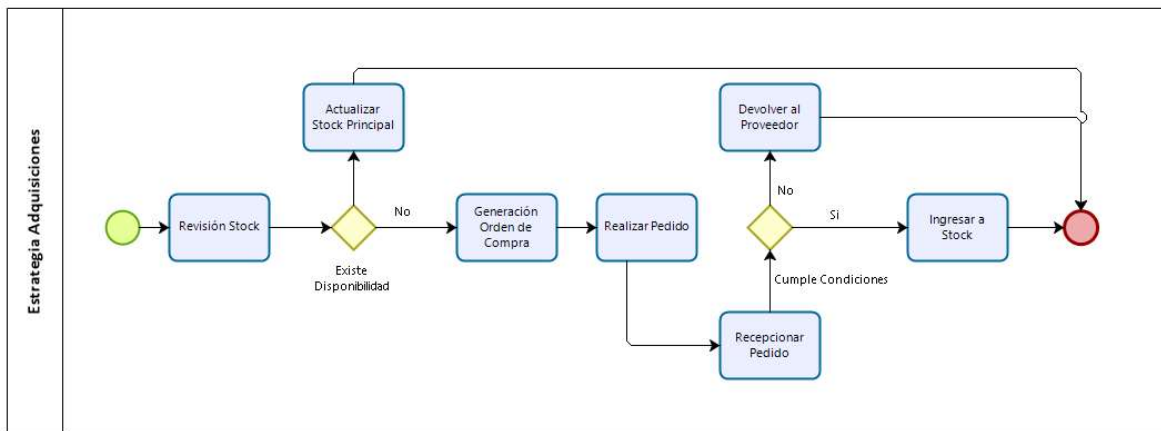 Estrategia Adquisiciones
Actualizar
Stock Principal
Devolver al
Proveedor
Revisión Stock
No
Generación
Orden de
Compra
Realizar Pedido
No
Si
Ingresar a
Stock
Existe
Disponibilidad
Cumple Condiciones
Recepcionar
Pedido